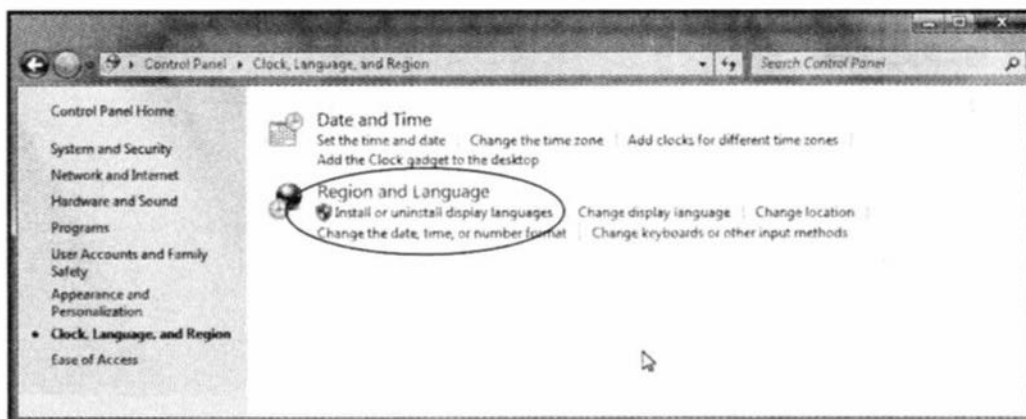 Control Panel ▸ Clock, Language, and Region
Search Control Panel
Control Panel Home
System and Security
Network and Internet
Hardware and Sound
Programs
User Accounts and Family
Safety
Appearance and
Personalization
Clock, Language, and Region
Ease of Access
Date and Time
Set the time and date | Change the time zone | Add clocks for different time zones
Add the Clock gadget to the desktop
Region and Language
Install or uninstall display languages | Change display language | Change location
Change the date, time, or number format | Change keyboards or other input methods